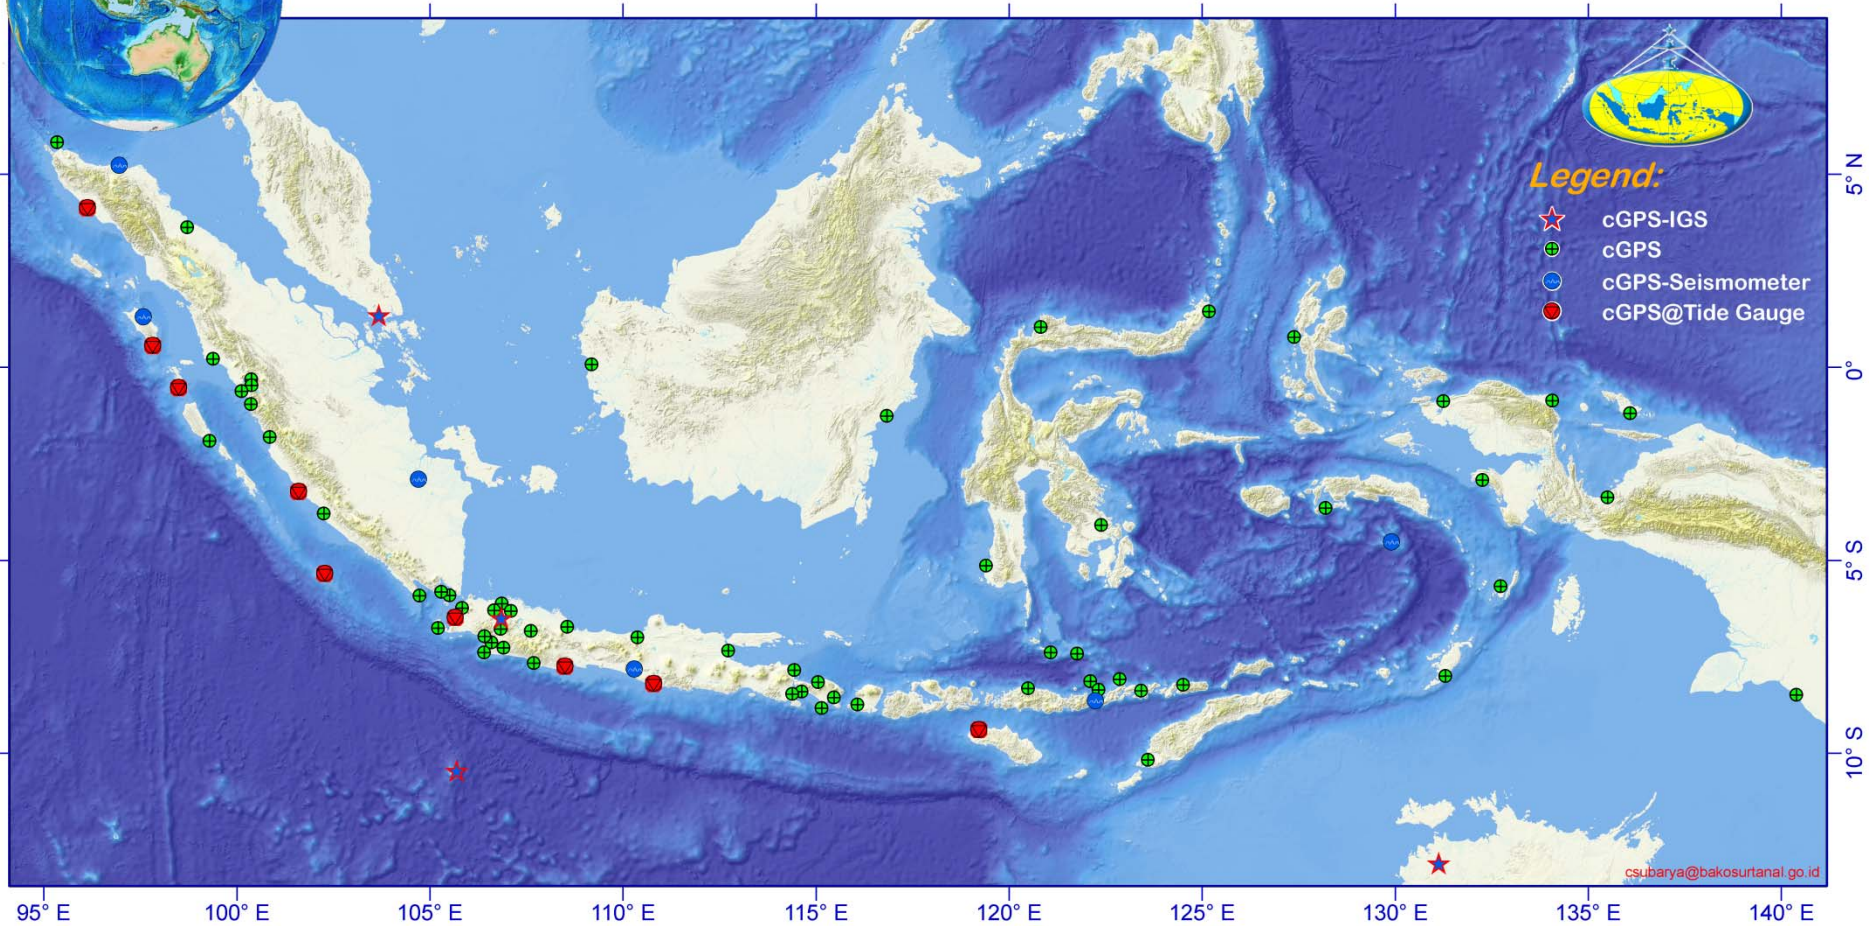 Legend:
cGPS-IGS
cGPS
cGPS-Seismometer
cGPS@Tide Gauge
5° N
0°
5° S
10° S
csubarya@bakosurtanal.go.id
95° E 100° E 105° E 110° E 115° E 120° E 125° E 130° E 135° E 140° E